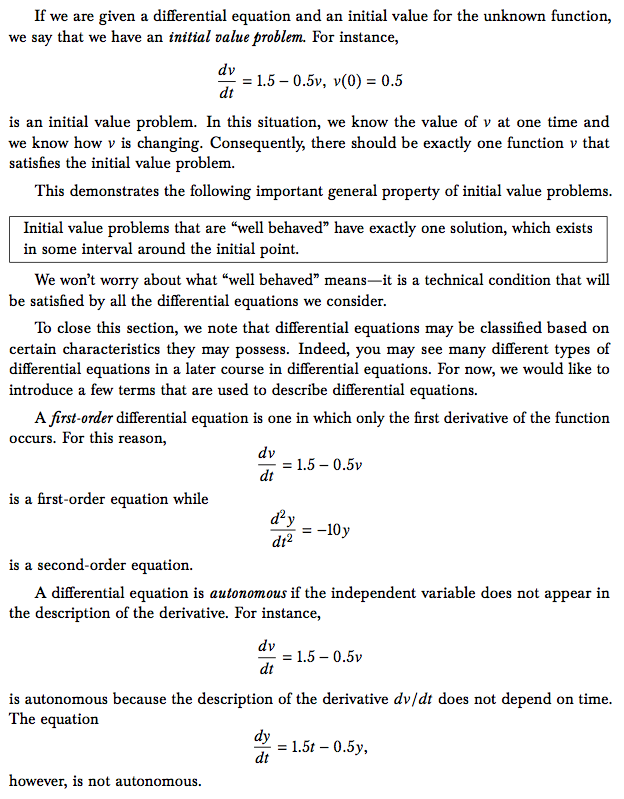 If we are given a differential equation and an initial value for the unknown function,
we say that we have an initial value problem. For instance,
dv/dt = 1.5 − 0.5v, v(0) = 0.5
is an initial value problem. In this situation, we know the value of v at one time and
we know how v is changing. Consequently, there should be exactly one function v that
satisfies the initial value problem.
This demonstrates the following important general property of initial value problems.
Initial value problems that are “well behaved” have exactly one solution, which exists
in some interval around the initial point.
We won’t worry about what “well behaved” means—it is a technical condition that will
be satisfied by all the differential equations we consider.
To close this section, we note that differential equations may be classified based on
certain characteristics they may possess. Indeed, you may see many different types of
differential equations in a later course in differential equations. For now, we would like to
introduce a few terms that are used to describe differential equations.
A first-order differential equation is one in which only the first derivative of the function
occurs. For this reason,
dv/dt = 1.5 − 0.5v
is a first-order equation while
d²y/dt² = −10y
is a second-order equation.
A differential equation is autonomous if the independent variable does not appear in
the description of the derivative. For instance,
dv/dt = 1.5 − 0.5v
is autonomous because the description of the derivative dv/dt does not depend on time.
The equation
dy/dt = 1.5t − 0.5y,
however, is not autonomous.